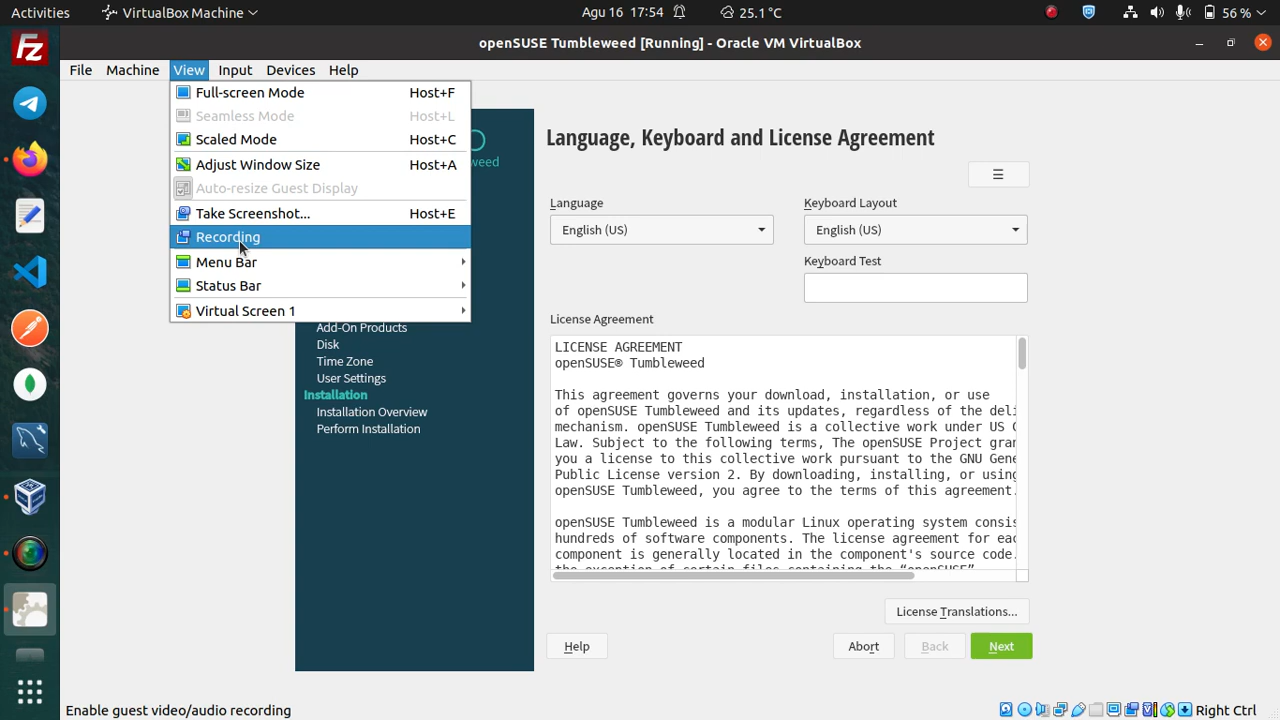 Activities
VirtualBox Machine
Agu 16 17:54
25.1°C
56 %
openSUSE Tumbleweed [Running] - Oracle VM VirtualBox
File Machine View Input Devices Help
Full-screen Mode Host+F
Seamless Mode Host+L
Scaled Mode Host+C
Adjust Window Size Host+A
Auto-resize Guest Display
Take Screenshot... Host+E
Recording
Menu Bar
Status Bar
Virtual Screen 1
weed
Add-On Products
Disk
Time Zone
User Settings
Installation
Installation Overview
Perform Installation
Language, Keyboard and License Agreement
Language
Keyboard Layout
English (US)
English (US)
Keyboard Test
License Agreement
LICENSE AGREEMENT
openSUSE® Tumbleweed
This agreement governs your download, installation, or use
of openSUSE Tumbleweed and its updates, regardless of the deli
mechanism. openSUSE Tumbleweed is a collective work under US C
Law. Subject to the following terms, The openSUSE Project gran
you a license to this collective work pursuant to the GNU Gene
Public License version 2. By downloading, installing, or using
openSUSE Tumbleweed, you agree to the terms of this agreement.
openSUSE Tumbleweed is a modular Linux operating system consis
hundreds of software components. The license agreement for eac
component is generally located in the component's source code.
the exception of certain files containing the “openSUSE”
License Translations...
Help
Abort
Back
Next
Enable guest video/audio recording
Right Ctrl